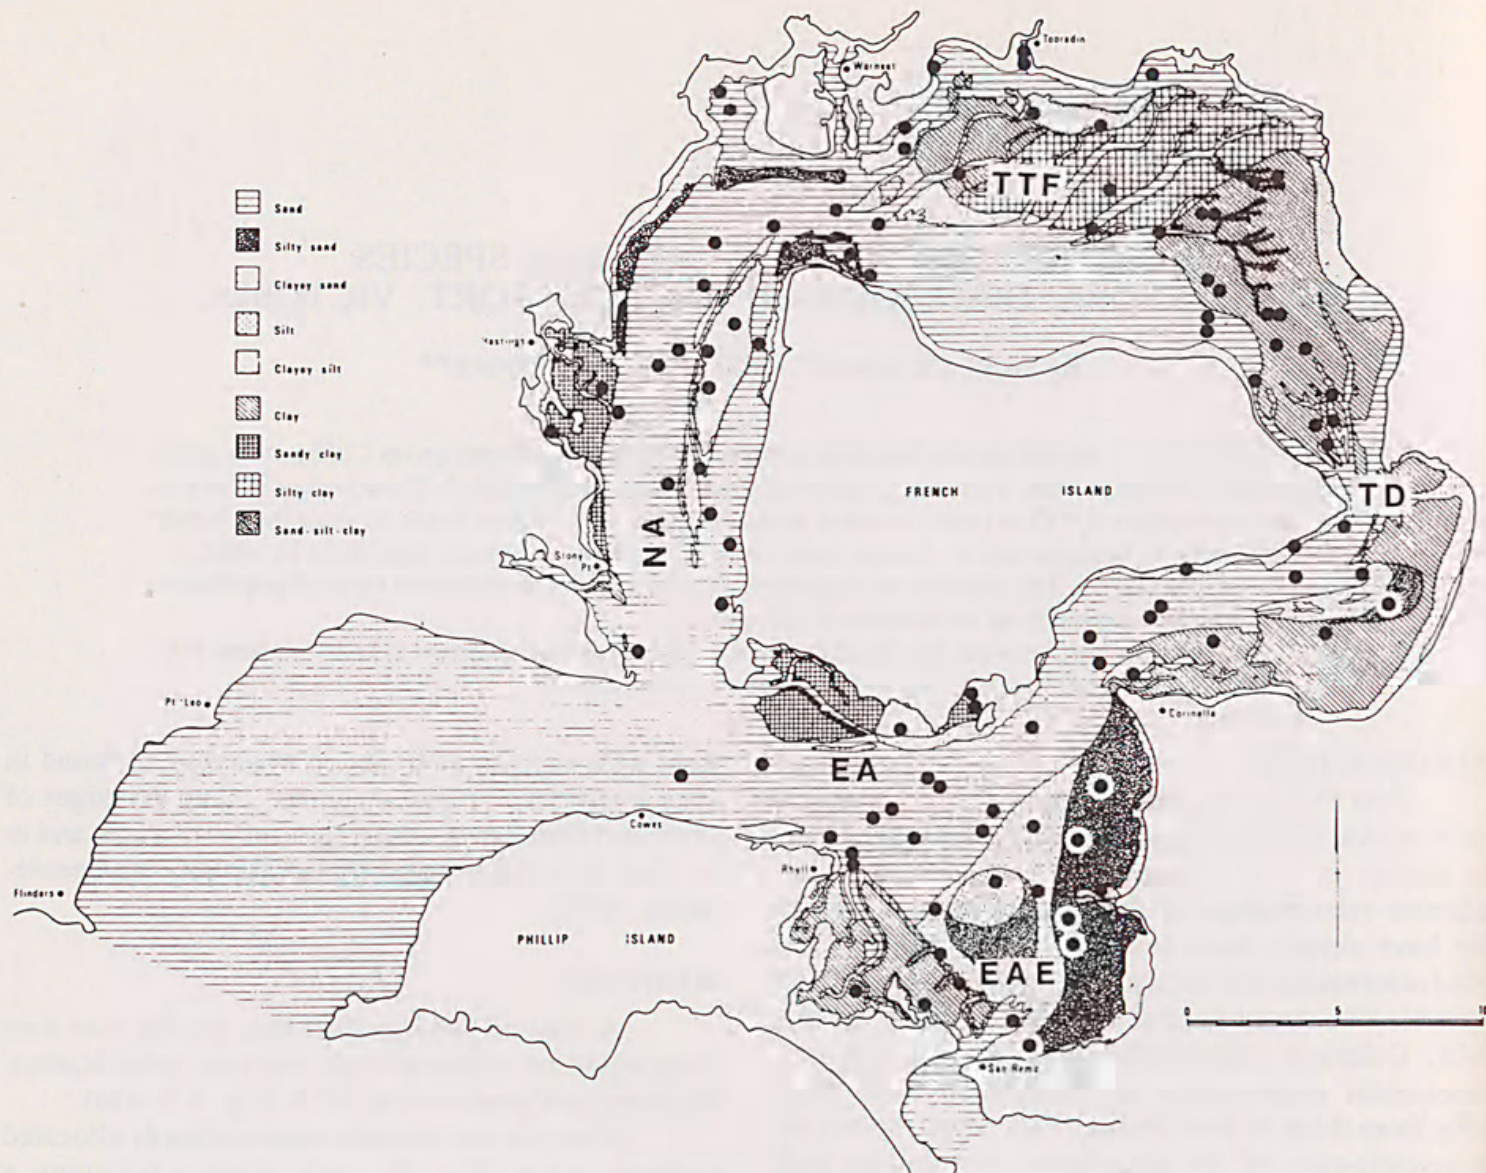 Tooradin
Warneet
TTF
Sand
Silty sand
Clayey sand
Silt
Clayey silt
Clay
Sandy clay
Silty clay
Sand-silt-clay
Hastings
FRENCH ISLAND
TD
NA
Stony Pt
Pt Leo
Corinella
EA
Cowes
Rhyll
Flinders
PHILLIP ISLAND
EAE
0 5 10
San Remo